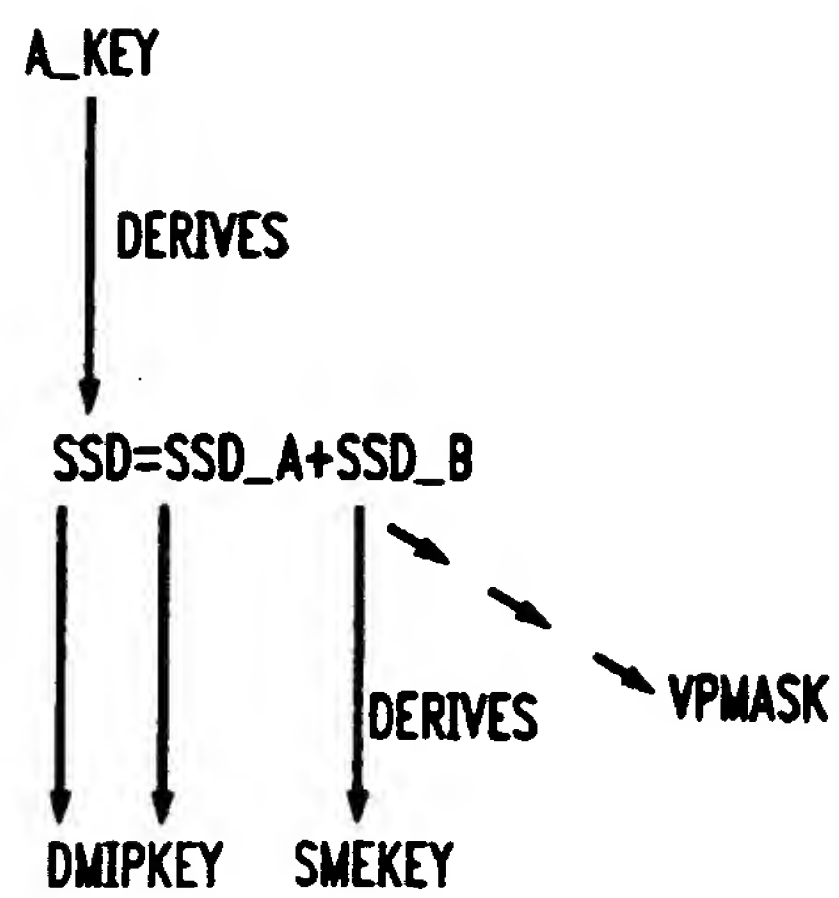 A_KEY
DERIVES
SSD=SSD_A+SSD_B
VPMASK
DERIVES
DMIPKEY SMEKEY